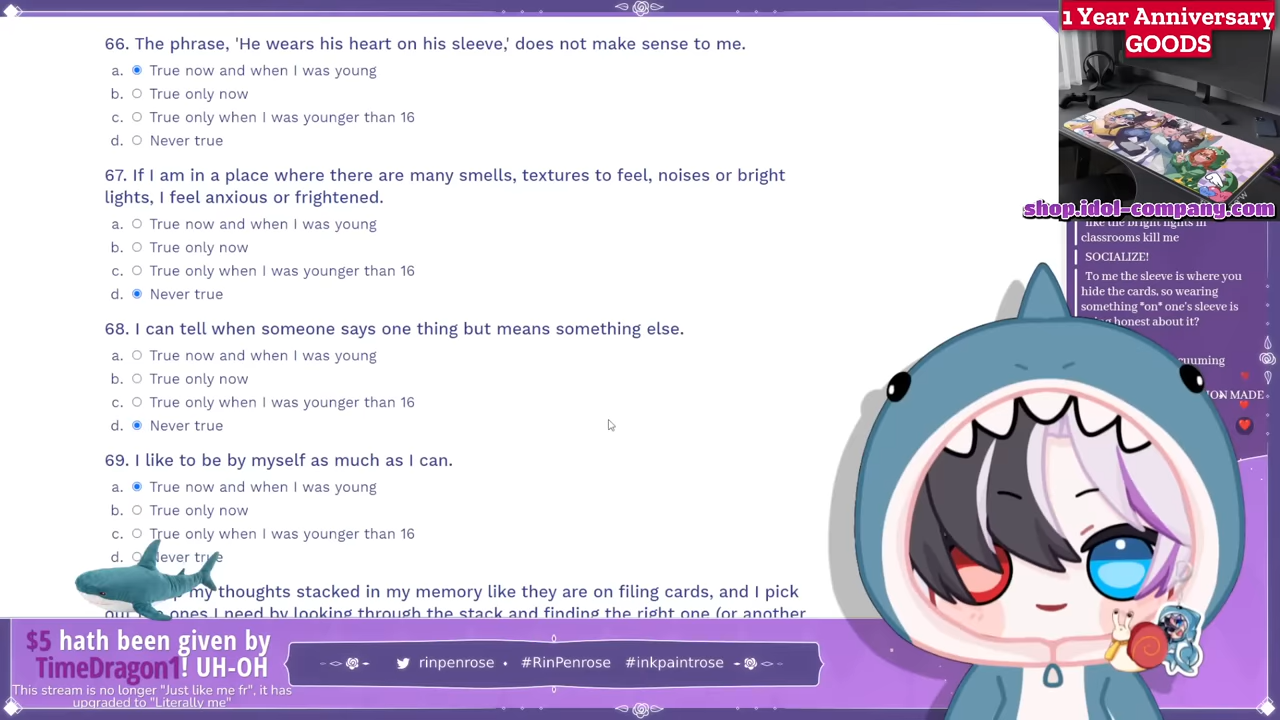 66. The phrase, 'He wears his heart on his sleeve,' does not make sense to me.
a. True now and when I was young
b. True only now
c. True only when I was younger than 16
d. Never true
67. If I am in a place where there are many smells, textures to feel, noises or bright
lights, I feel anxious or frightened.
a. True now and when I was young
b. True only now
c. True only when I was younger than 16
d. Never true
68. I can tell when someone says one thing but means something else.
a. True now and when I was young
b. True only now
c. True only when I was younger than 16
d. Never true
69. I like to be by myself as much as I can.
a. True now and when I was young
b. True only now
c. True only when I was younger than 16
d. Never true
my thoughts stacked in my memory like they are on filing cards, and I pick
ones I need by looking through the stack and finding the right one (or another
1 Year Anniversary
GOODS
shop.idol-company.com
like the bright lights in
classrooms kill me
SOCIALIZE!
To me the sleeve is where you
hide the cards, so wearing
something *on* one's sleeve is
honest about it?
MADE
$5 hath been given by
TimeDragon1! UH-OH
This stream is no longer "Just like me fr", it has
upgraded to "Literally me"
rinpenrose • #RinPenrose #inkpaintrose